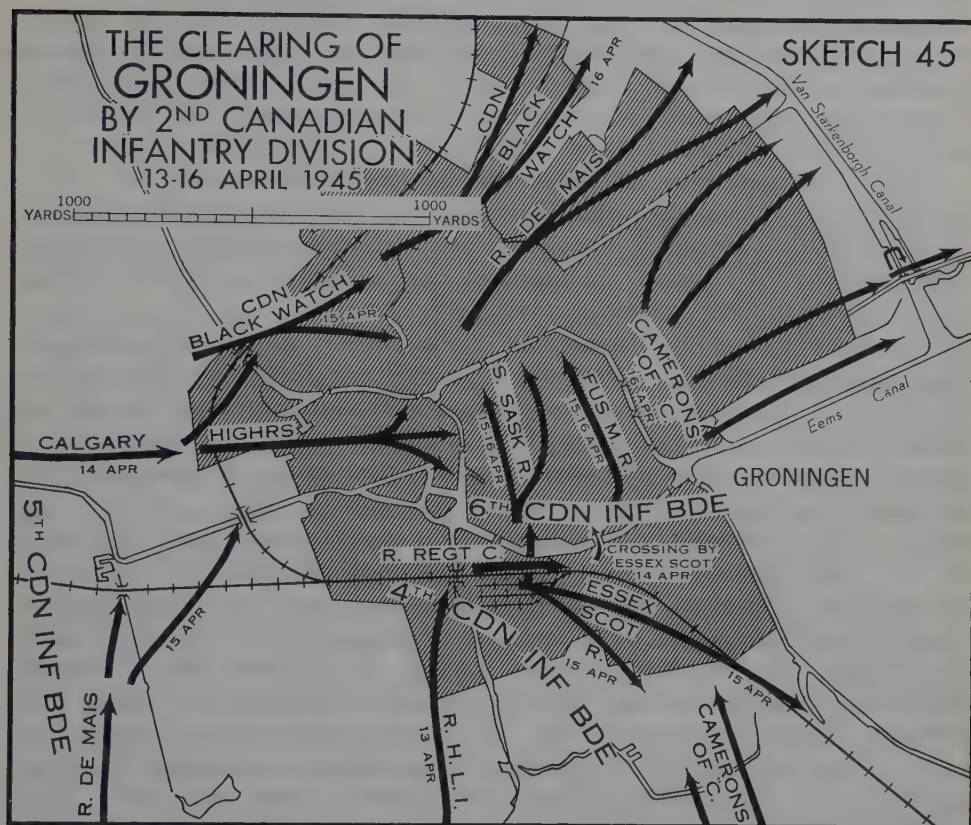 THE CLEARING OF
GRONINGEN
BY 2ND CANADIAN
INFANTRY DIVISION
13-16 APRIL 1945
1000 1000
YARDS YARDS
SKETCH 45
Van Starkenborgh Canal
CDN
BLACK
WATCH
16 APR
R. DE MAIS.
CDN
BLACK WATCH
15 APR
CAMERONS
OF C.
16 APR
S. SASK R.
15-16 APR
FUS M. R.
15-16 APR
Eems Canal
CALGARY HIGHRS
14 APR
GRONINGEN
6TH CDN INF BDE
R. REGT C.
CROSSING BY
ESSEX SCOT
14 APR
5TH CDN INF BDE
15 APR
4TH CDN INF BDE
ESSEX
SCOT
R.
15 APR
15 APR
R. DE MAIS
R. H. L. I.
13 APR
CAMERONS
OF C.